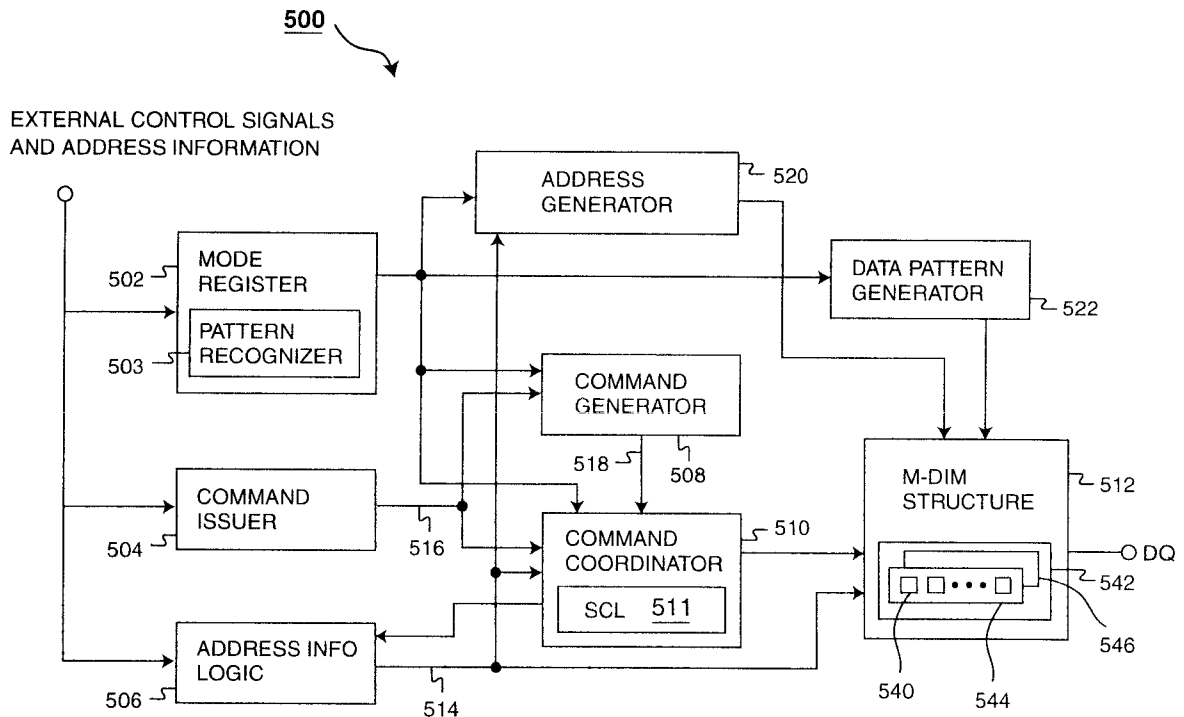 500
EXTERNAL CONTROL SIGNALS
AND ADDRESS INFORMATION
ADDRESS
GENERATOR
520
MODE
REGISTER
502
PATTERN
RECOGNIZER
503
DATA PATTERN
GENERATOR
522
COMMAND
GENERATOR
518
508
M-DIM
STRUCTURE
512
COMMAND
ISSUER
504
516
COMMAND
COORDINATOR
510
SCL 511
DQ
542
546
540
544
ADDRESS INFO
LOGIC
506
514